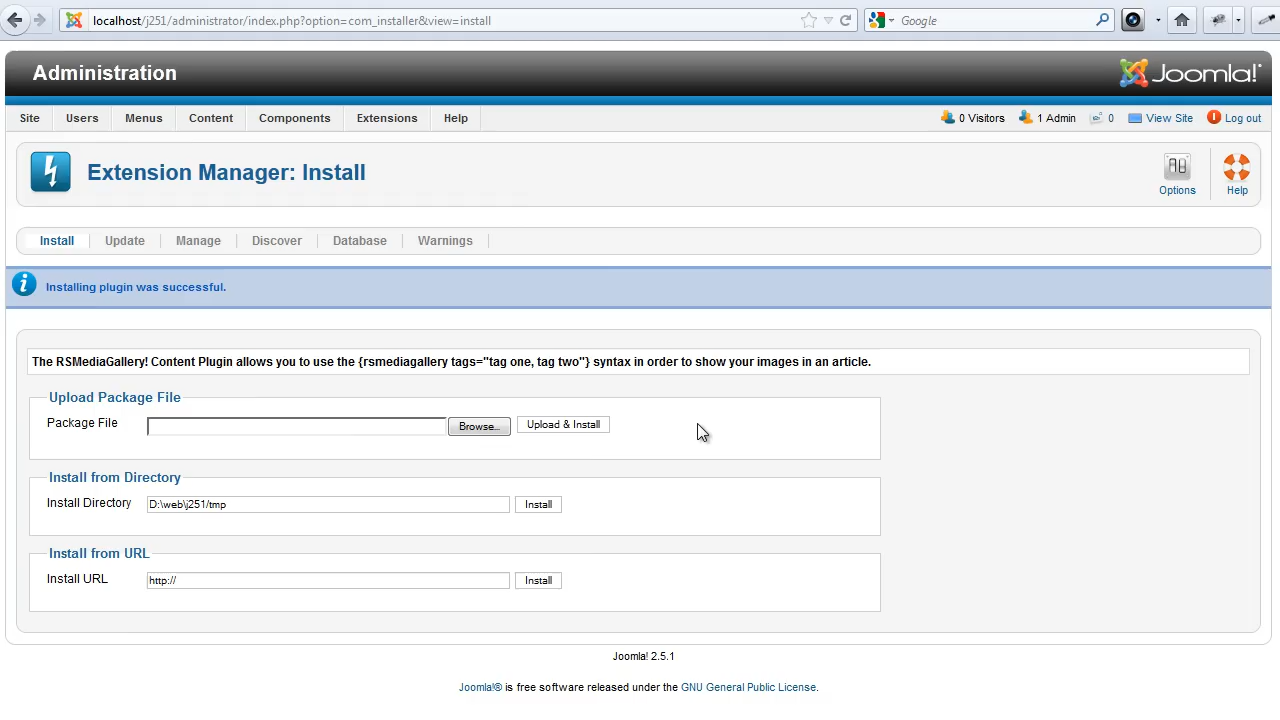 localhost/j251/administrator/index.php?option=com_installer&view=install
Google
Administration
Joomla!
Site Users Menus Content Components Extensions Help
0 Visitors 1 Admin 0 View Site Log out
Extension Manager: Install
Options Help
Install Update Manage Discover Database Warnings
Installing plugin was successful.
The RSMediaGallery! Content Plugin allows you to use the {rsmediagallery tags="tag one, tag two"} syntax in order to show your images in an article.
Upload Package File
Package File Browse... Upload & Install
Install from Directory
Install Directory D:\web\j251/tmp Install
Install from URL
Install URL http:// Install
Joomla! 2.5.1
Joomla!® is free software released under the GNU General Public License.